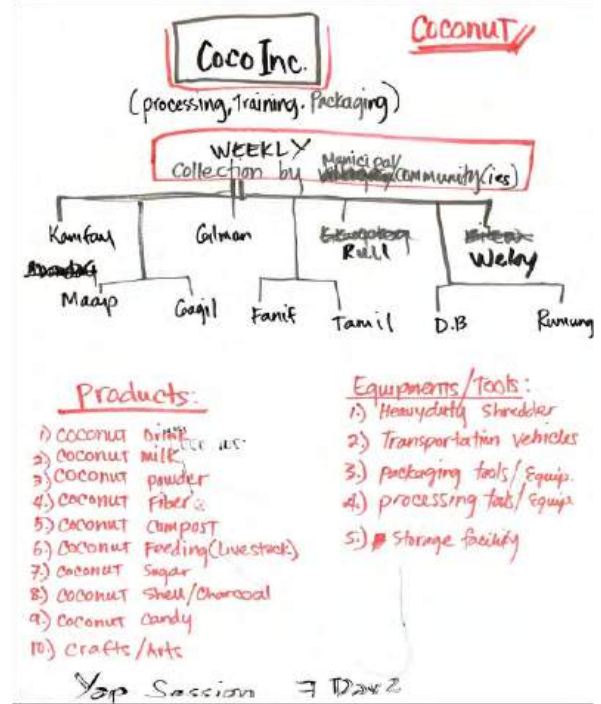 Coconut
Coco Inc.
(processing, Training. Packaging)
WEEKLY
Municipal
Collection by Community(ies)
Kanifay Gilman Rull Weloy
Maap Gagil Fanif Tamil D.B Rumung
Products:
1) Coconut Drink
2) Coconut milk
3) Coconut powder
4.) Coconut Fiber
5) Coconut Compost
6) Coconut Feeding (Livestock)
7.) Coconut Sugar
8.) Coconut Shell/Charcoal
9.) Coconut Candy
10.) Crafts/Arts
Equipments/Tools:
1.) Heavyduty Shredder
2.) Transportation vehicles
3.) Packaging tools/Equip.
4.) processing tools/Equip.
5.) Storage facility
Yap Session Day 2